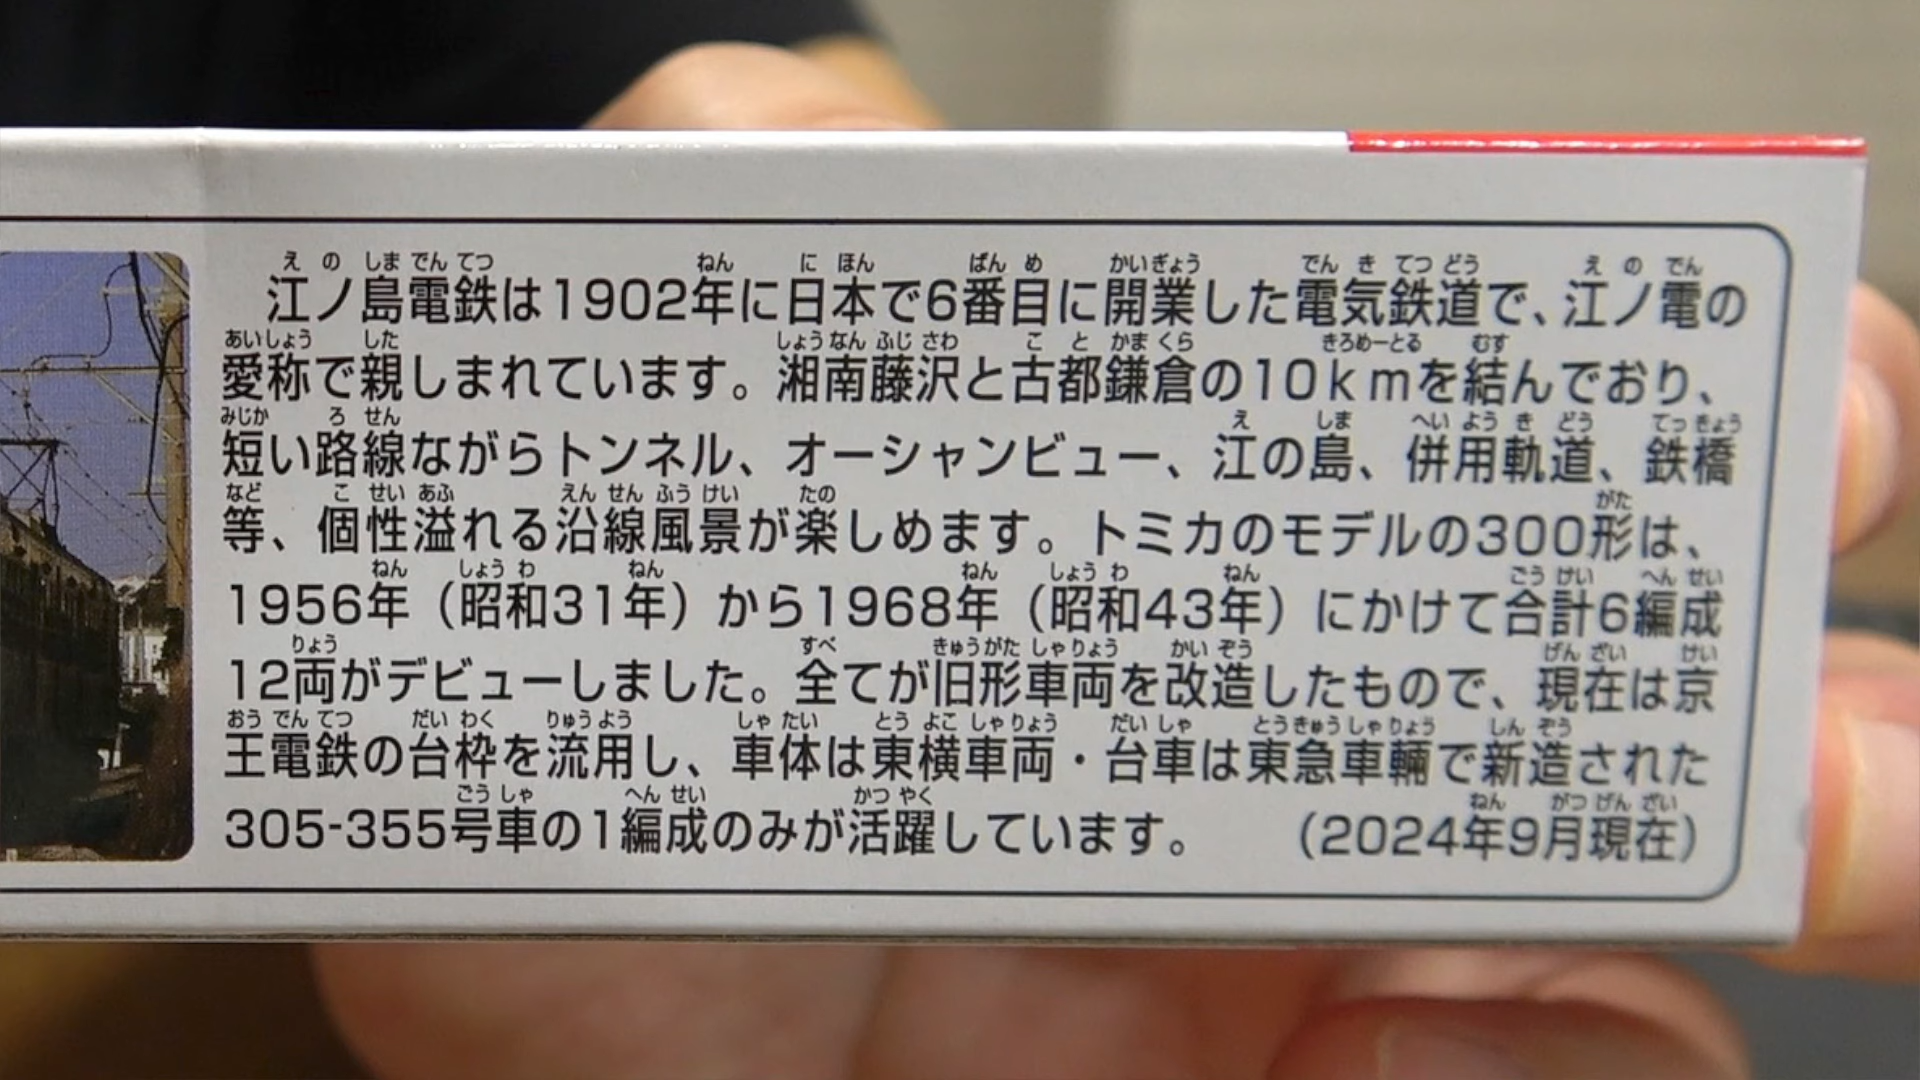 江ノ島電鉄は1902年に日本で6番目に開業した電気鉄道で、江ノ電の
愛称で親しまれています。湘南藤沢と古都鎌倉の10kmを結んでおり、
短い路線ながらトンネル、オーシャンビュー、江の島、併用軌道、鉄橋
等、個性溢れる沿線風景が楽しめます。トミカのモデルの300形は、
1956年（昭和31年）から1968年（昭和43年）にかけて合計6編成
12両がデビューしました。全てが旧形車両を改造したもので、現在は京
王電鉄の台枠を流用し、車体は東横車両・台車は東急車輛で新造された
305-355号車の1編成のみが活躍しています。（2024年9月現在）